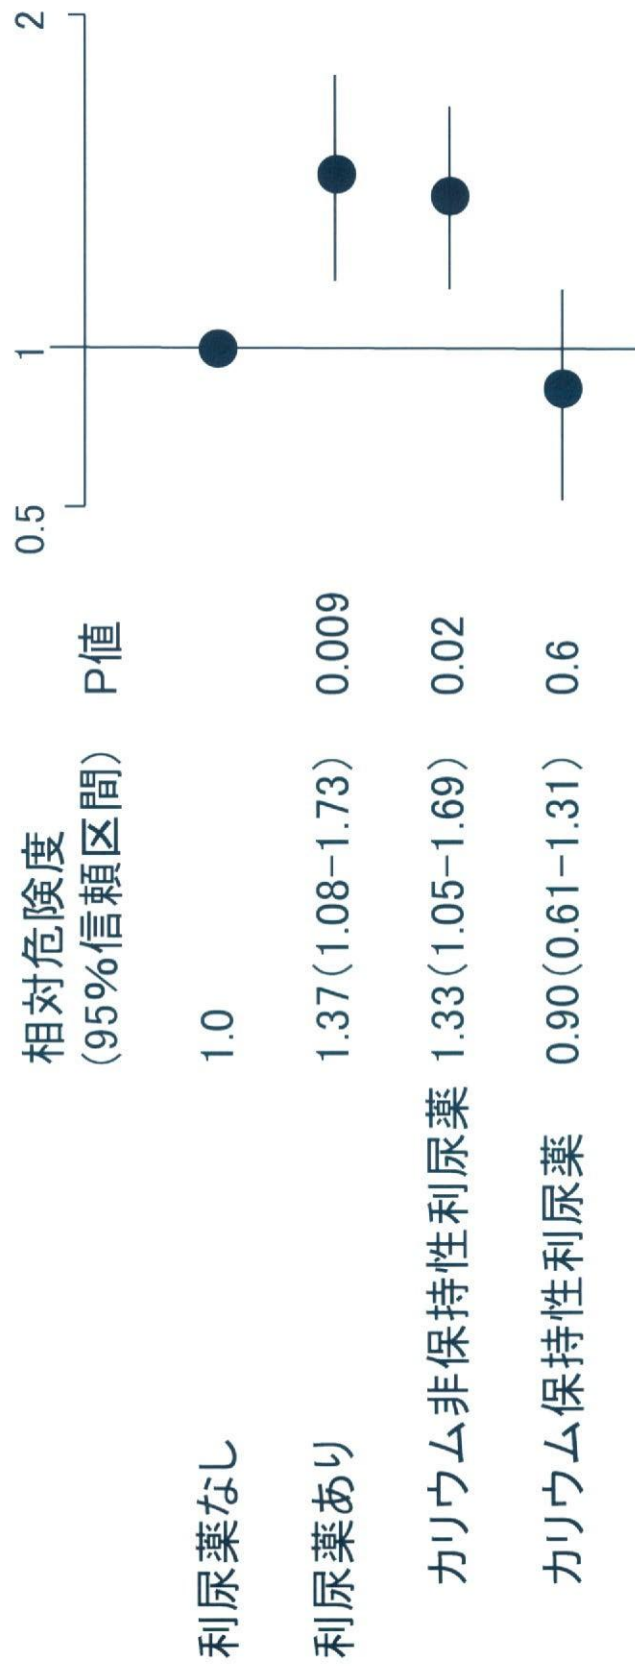 相対危険度
(95%信頼区間) P値
0.5 1 2
利尿薬なし 1.0
利尿薬あり 1.37(1.08-1.73) 0.009
カリウム非保持性利尿薬 1.33(1.05-1.69) 0.02
カリウム保持性利尿薬 0.90(0.61-1.31) 0.6